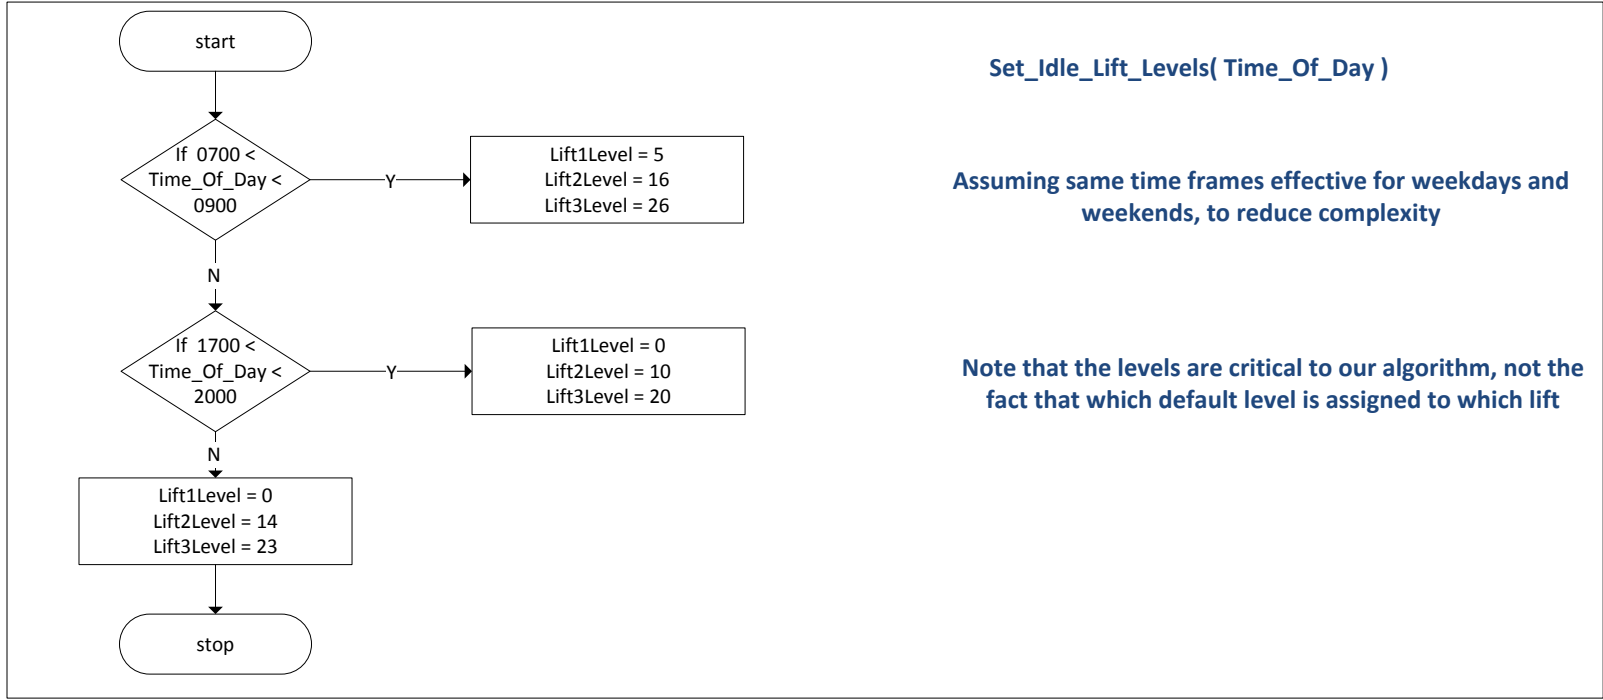 start
Set_Idle_Lift_Levels( Time_Of_Day )
If 0700 <
Time_Of_Day <
0900
Y
Lift1Level = 5
Lift2Level = 16
Lift3Level = 26
Assuming same time frames effective for weekdays and
weekends, to reduce complexity
N
If 1700 <
Time_Of_Day <
2000
Y
Lift1Level = 0
Lift2Level = 10
Lift3Level = 20
Note that the levels are critical to our algorithm, not the
fact that which default level is assigned to which lift
N
Lift1Level = 0
Lift2Level = 14
Lift3Level = 23
stop